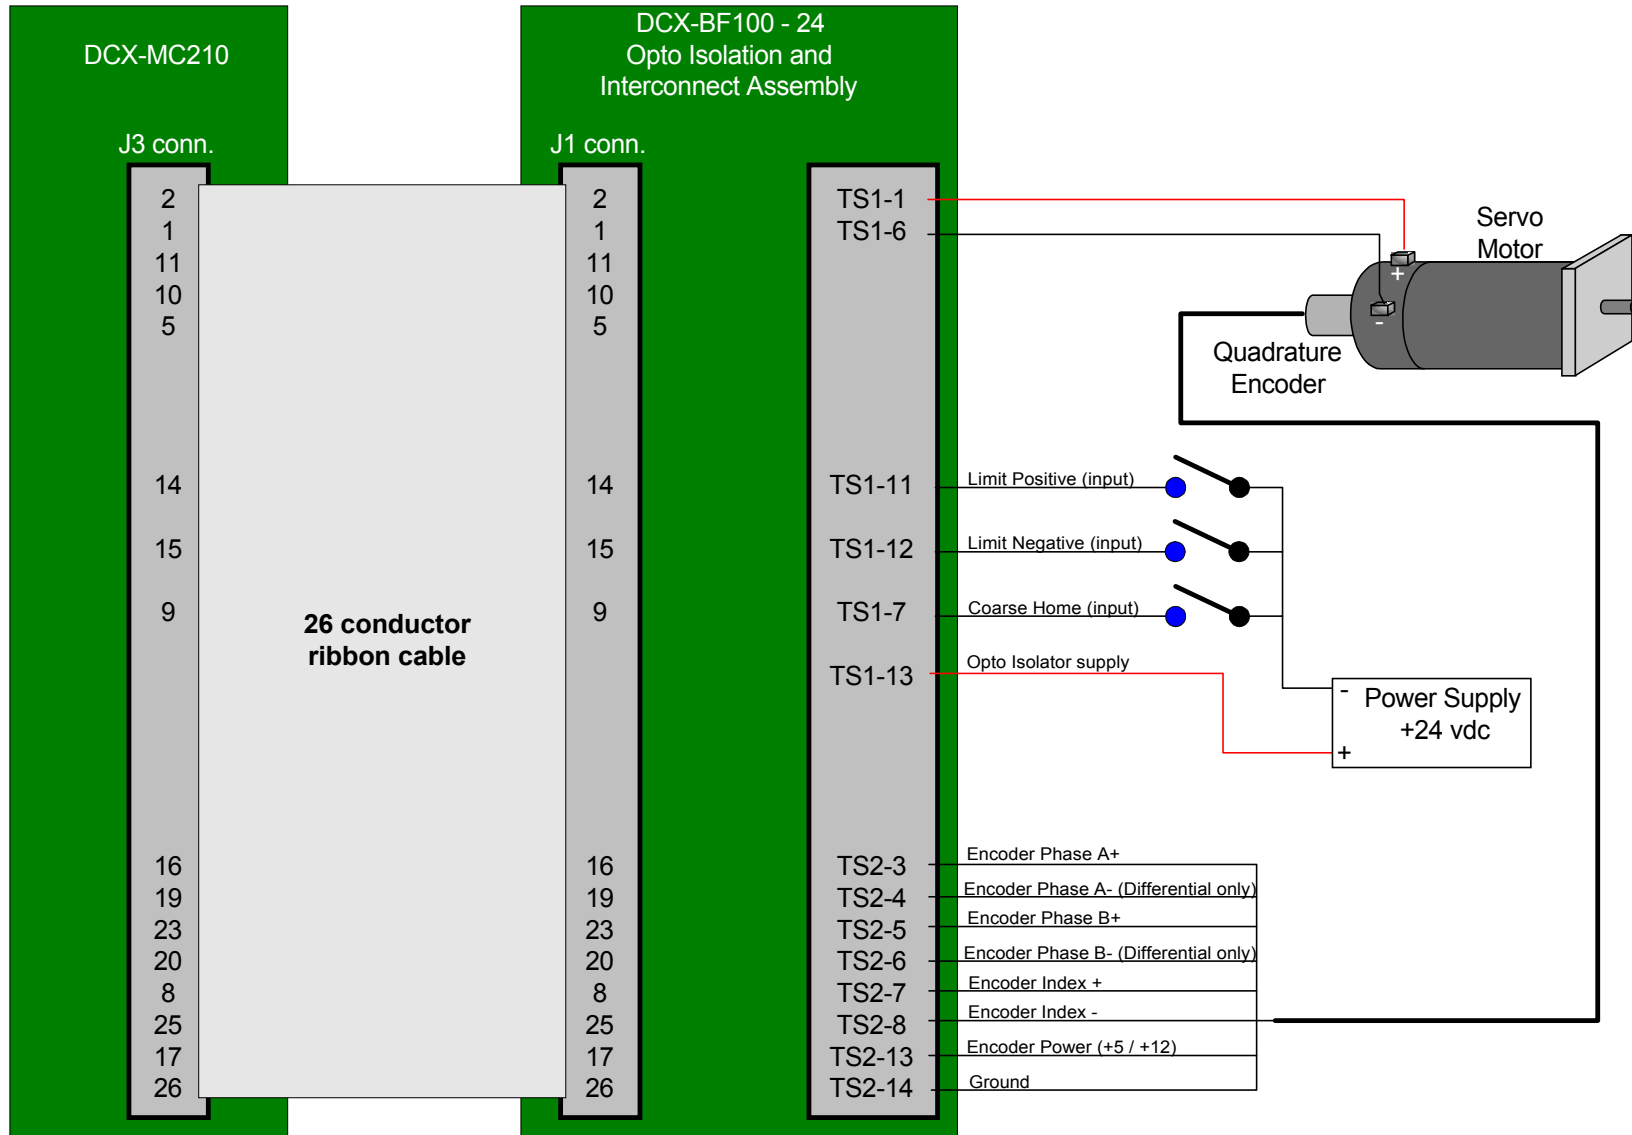 DCX-MC210
DCX-BF100 - 24
Opto Isolation and
Interconnect Assembly
J3 conn.
J1 conn.
2
1
11
10
5
14
15
9
16
19
23
20
8
25
17
26
26 conductor
ribbon cable
2
1
11
10
5
14
15
9
16
19
23
20
8
25
17
26
TS1-1
TS1-6
TS1-11
TS1-12
TS1-7
TS1-13
TS2-3
TS2-4
TS2-5
TS2-6
TS2-7
TS2-8
TS2-13
TS2-14
Servo
Motor
+
-
Quadrature
Encoder
Limit Positive (input)
Limit Negative (input)
Coarse Home (input)
Opto Isolator supply
-
Power Supply
+24 vdc
+
Encoder Phase A+
Encoder Phase A- (Differential only)
Encoder Phase B+
Encoder Phase B- (Differential only)
Encoder Index +
Encoder Index -
Encoder Power (+5 / +12)
Ground